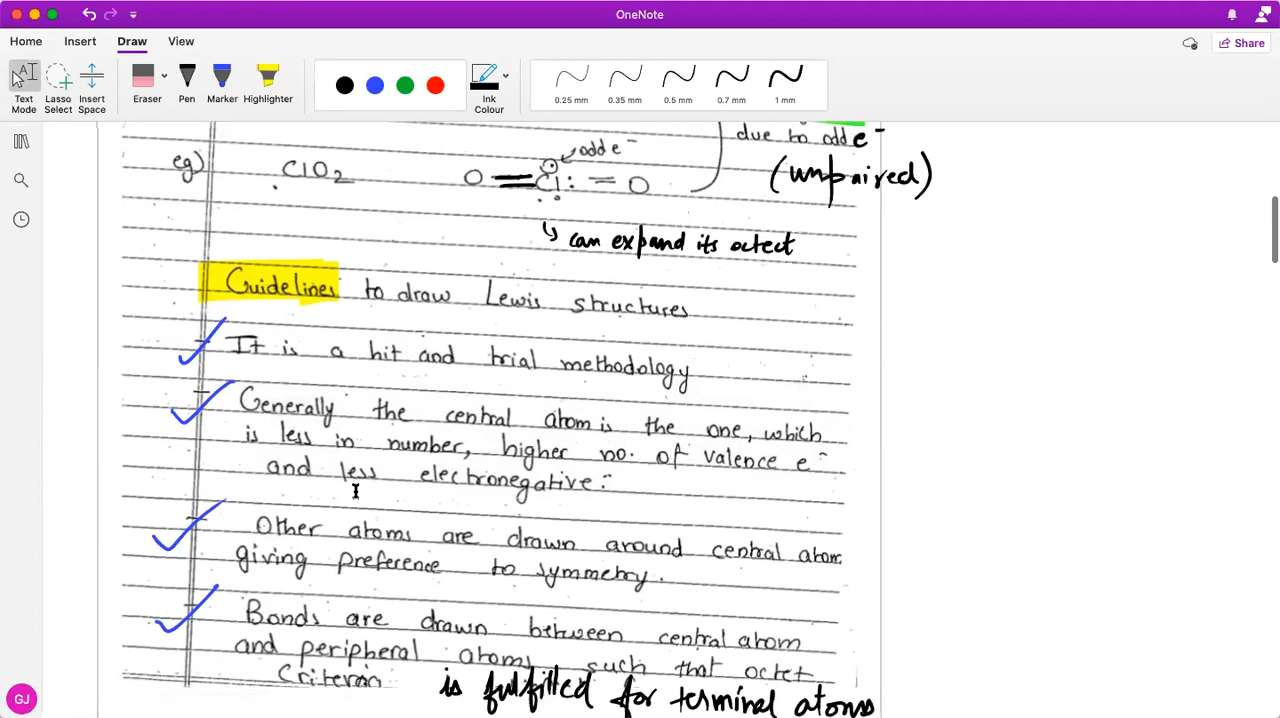 OneNote
Home Insert Draw View
Share
Text Mode
Lasso Select
Insert Space
Eraser
Pen
Marker
Highlighter
Ink Colour
0.25 mm
0.35 mm
0.5 mm
0.7 mm
1 mm
due to odd e⁻
(unpaired)
eg) ClO₂
odd e⁻
O = Cl: = O
↳ can expand its octect
Guidelines to draw Lewis structures
It is a hit and trial methodology
Generally the central atom is the one, which
is less in number, higher no. of valence e⁻
and less electronegative:
Other atoms are drawn around central atom
giving preference to symmetry.
Bonds are drawn between central atom
and peripheral atoms such that octet
Criterion is fulfilled for terminal atoms
GJ